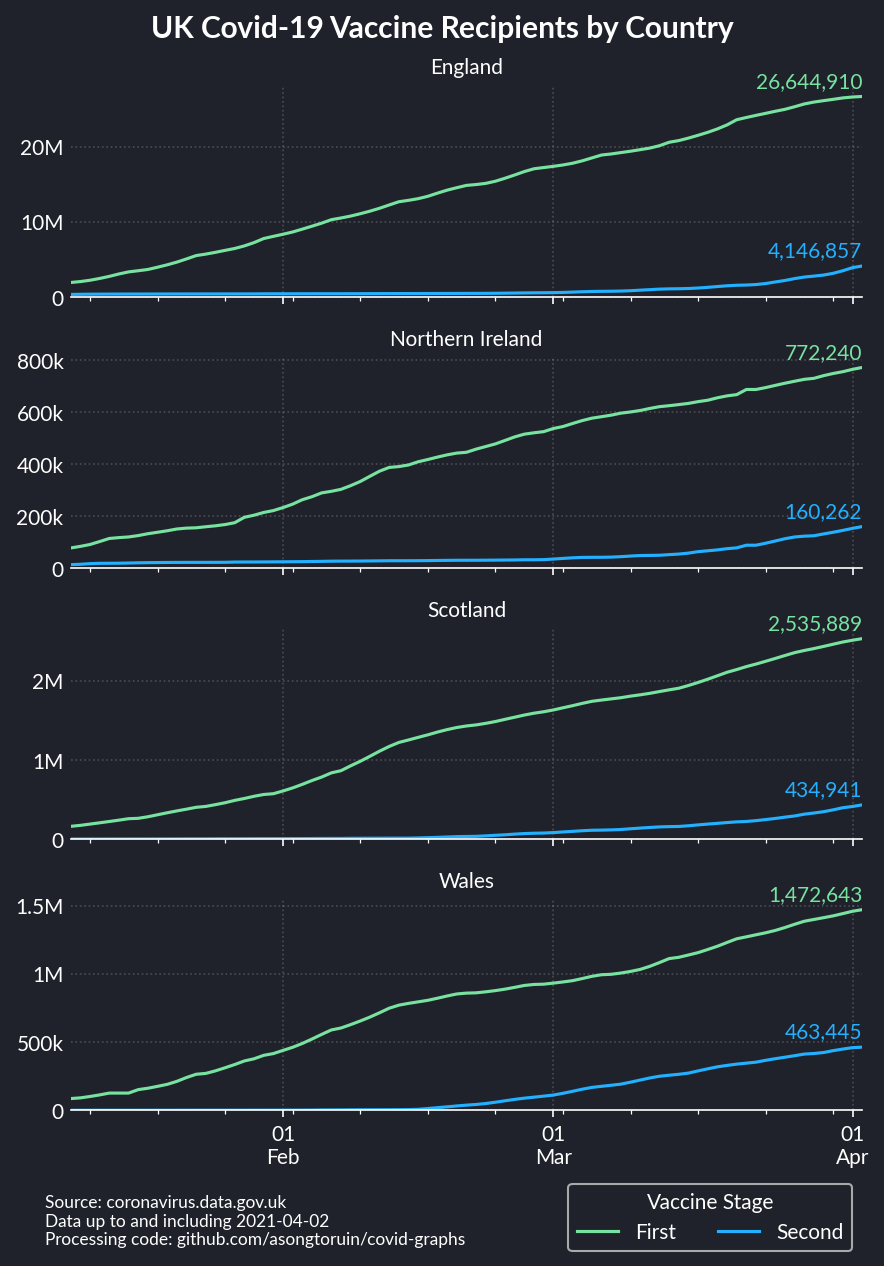 UK Covid-19 Vaccine Recipients by Country
England
26,644,910
20M
10M
4,146,857
0
Northern Ireland
772,240
800k
600k
400k
200k
160,262
0
Scotland
2,535,889
2M
1M
434,941
0
Wales
1,472,643
1.5M
1M
500k
463,445
0
01 01 01
Feb Mar Apr
Source: coronavirus.data.gov.uk
Data up to and including 2021-04-02
Processing code: github.com/asongtoruin/covid-graphs
Vaccine Stage
First Second